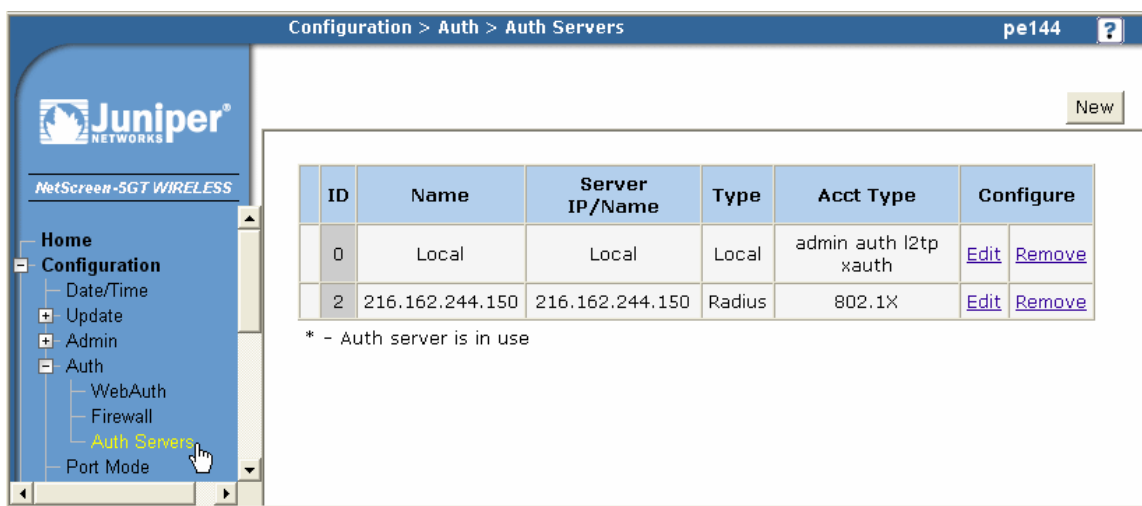 Configuration > Auth > Auth Servers
pe144
?
Juniper®
NETWORKS
NetScreen-5GT WIRELESS
Home
Configuration
Date/Time
Update
Admin
Auth
WebAuth
Firewall
Auth Servers
Port Mode
New
ID Name Server IP/Name Type Acct Type Configure
0 Local Local Local admin auth l2tp xauth Edit Remove
2 216.162.244.150 216.162.244.150 Radius 802.1X Edit Remove
* - Auth server is in use